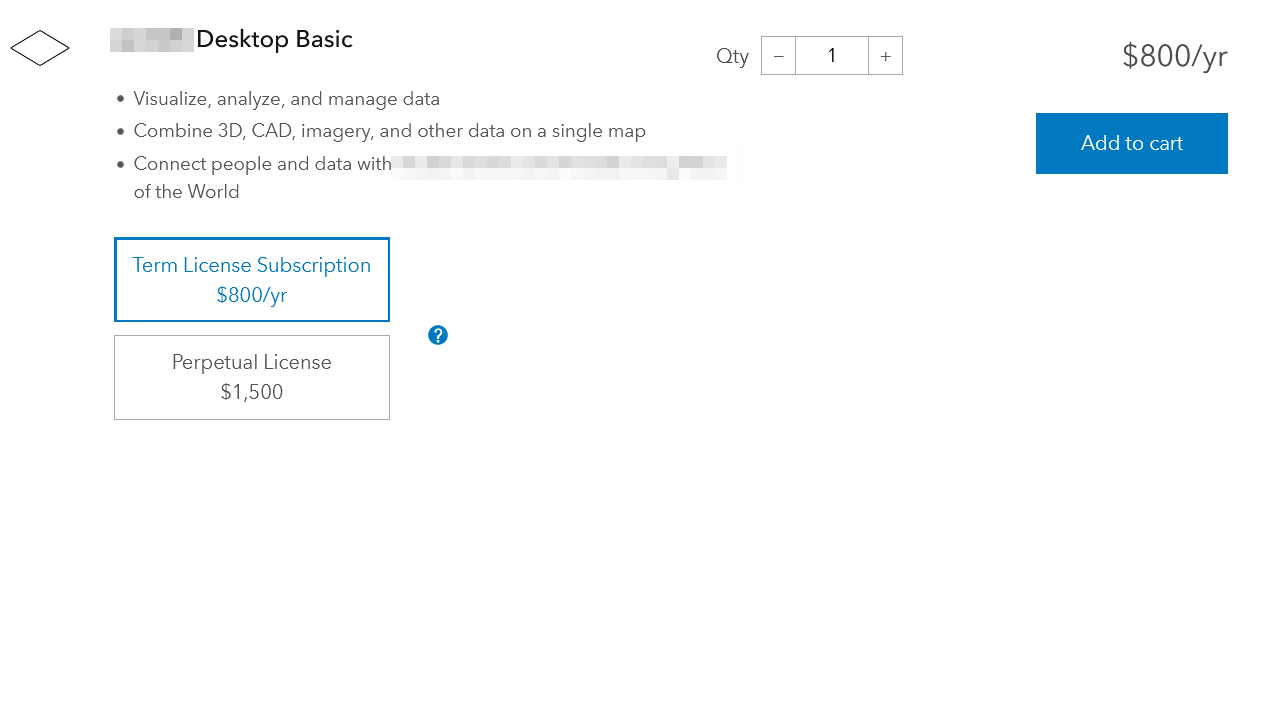 Desktop Basic
Qty − 1 +
$800/yr
• Visualize, analyze, and manage data
• Combine 3D, CAD, imagery, and other data on a single map
• Connect people and data with
of the World
Add to cart
Term License Subscription
$800/yr
?
Perpetual License
$1,500